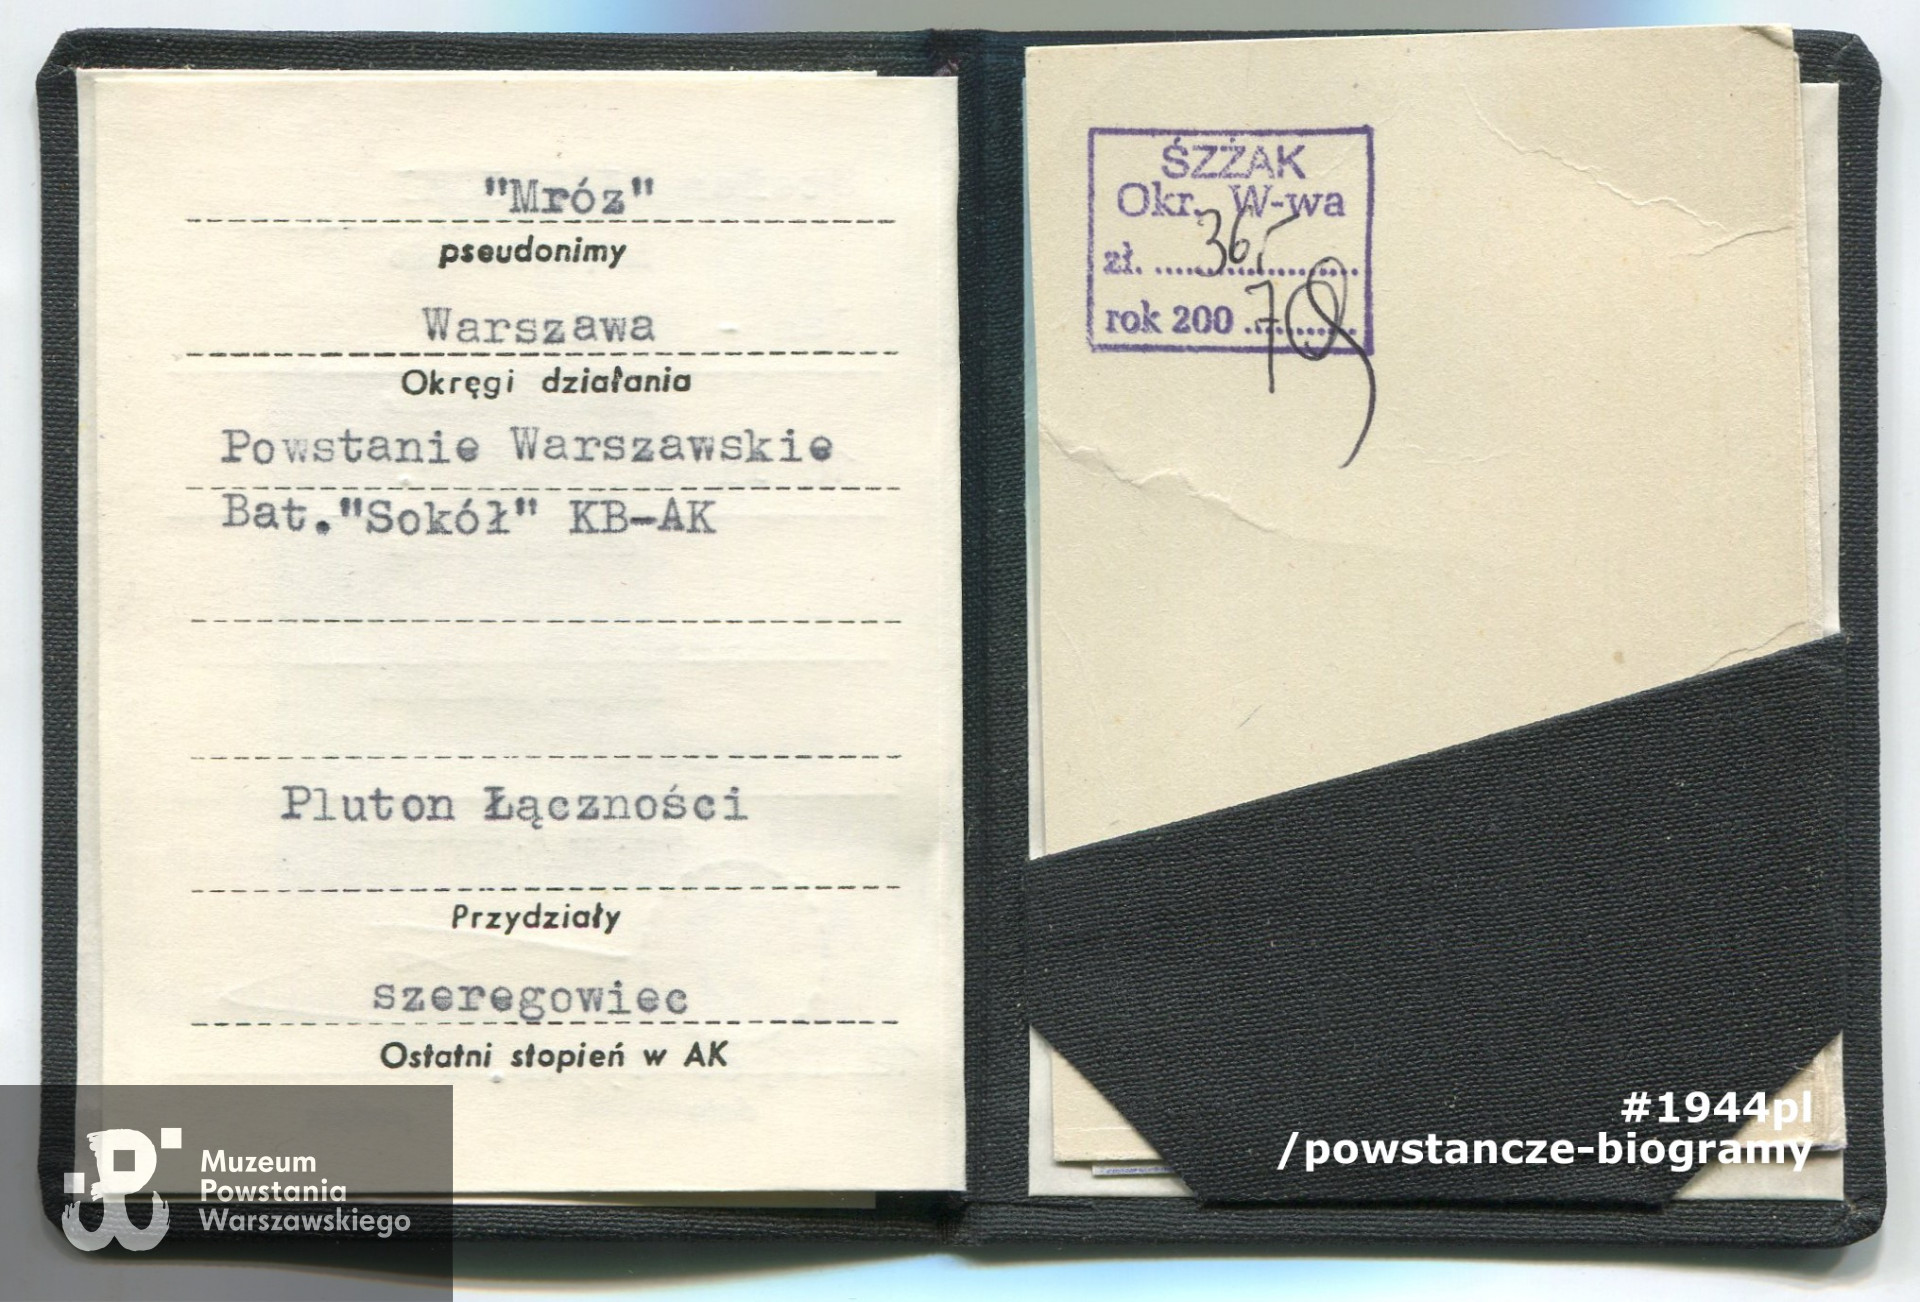 "Mróz"
pseudonimy
Warszawa
Okręgi działania
Powstanie Warszawskie
Bat."Sokół" KB-AK
Pluton Łączności
Przydziały
szeregowiec
Ostatni stopień w AK
ŚZŻAK
Okr. W-wa
zł. 36,-
rok 200 7
#1944pl
/powstancze-biogramy
Muzeum
Powstania
Warszawskiego